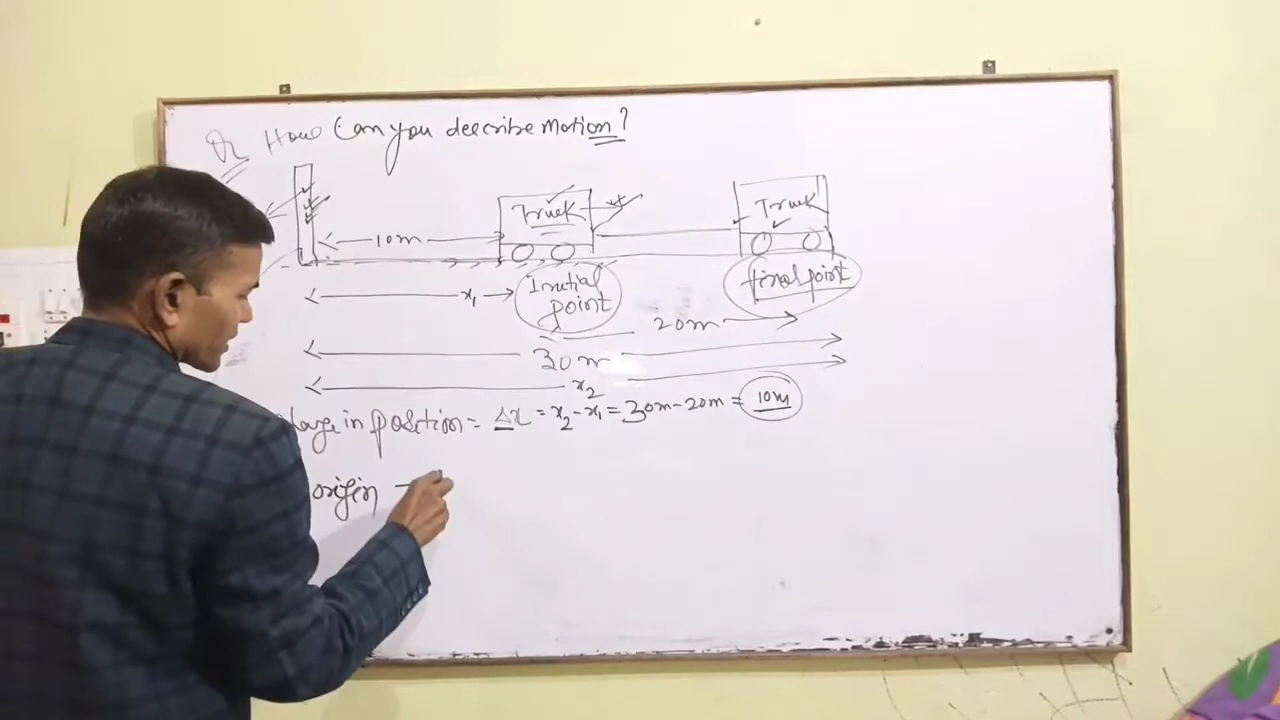 Q. How Can you describe Motion?
Truck
Truck
10m
x₁
Initial point
final point
20m
30m
x₂
in position = Δx = x₂-x₁ = 30m-20m = 10m
origin